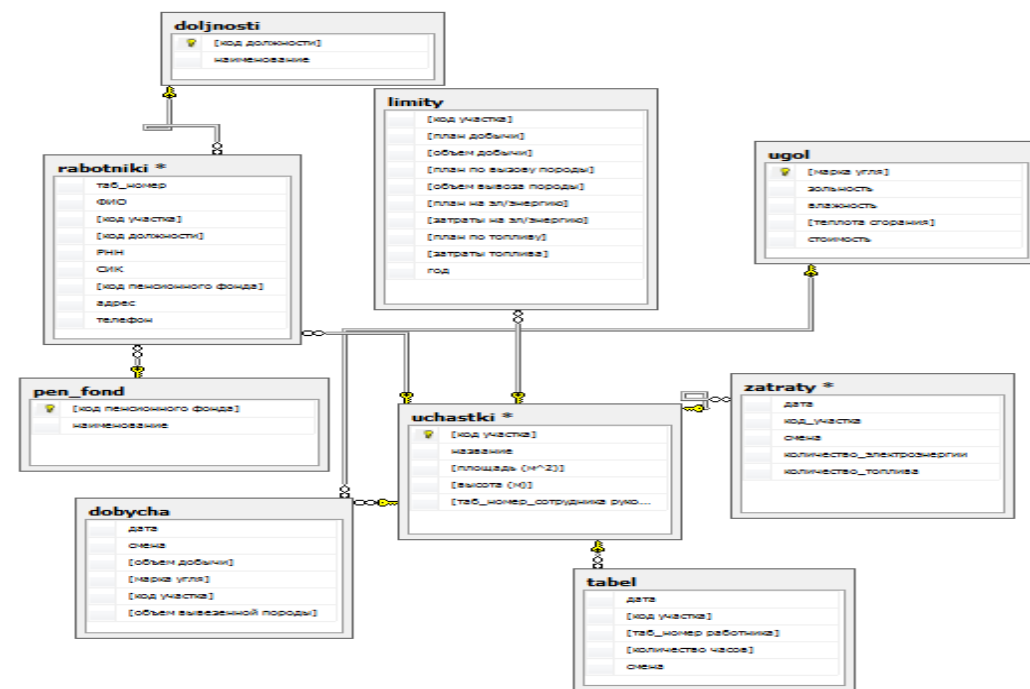 doljnosti
[код должности]
наименование
limity
[код участка]
[план добычи]
[объем добычи]
[план по вызову породы]
[объем вывоза породы]
[план на эл/энергию]
[затраты на эл/энергию]
[план по топливу]
[затраты топлива]
год
ugol
[марка угля]
зольность
влажность
[теплота сгорания]
стоимость
rabotniki *
таб_номер
ФИО
[код участка]
[код должности]
РНН
СИК
[код пенсионного фонда]
адрес
телефон
pen_fond
[код пенсионного фонда]
наименование
uchastki *
[код участка]
название
[площадь (м^2)]
[высота (м)]
[таб_номер_сотрудника руко...
zatraty *
дата
код_участка
смена
количество_электроэнергии
количество_топлива
dobycha
дата
смена
[объем добычи]
[марка угля]
[код участка]
[объем вывезенной породы]
tabel
дата
[код участка]
[таб_номер работника]
[количество часов]
смена